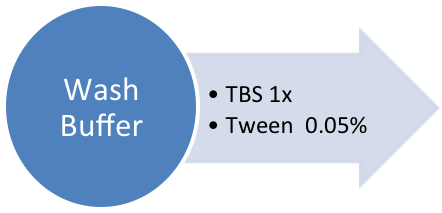 Wash
Buffer
• TBS 1x
• Tween 0.05%